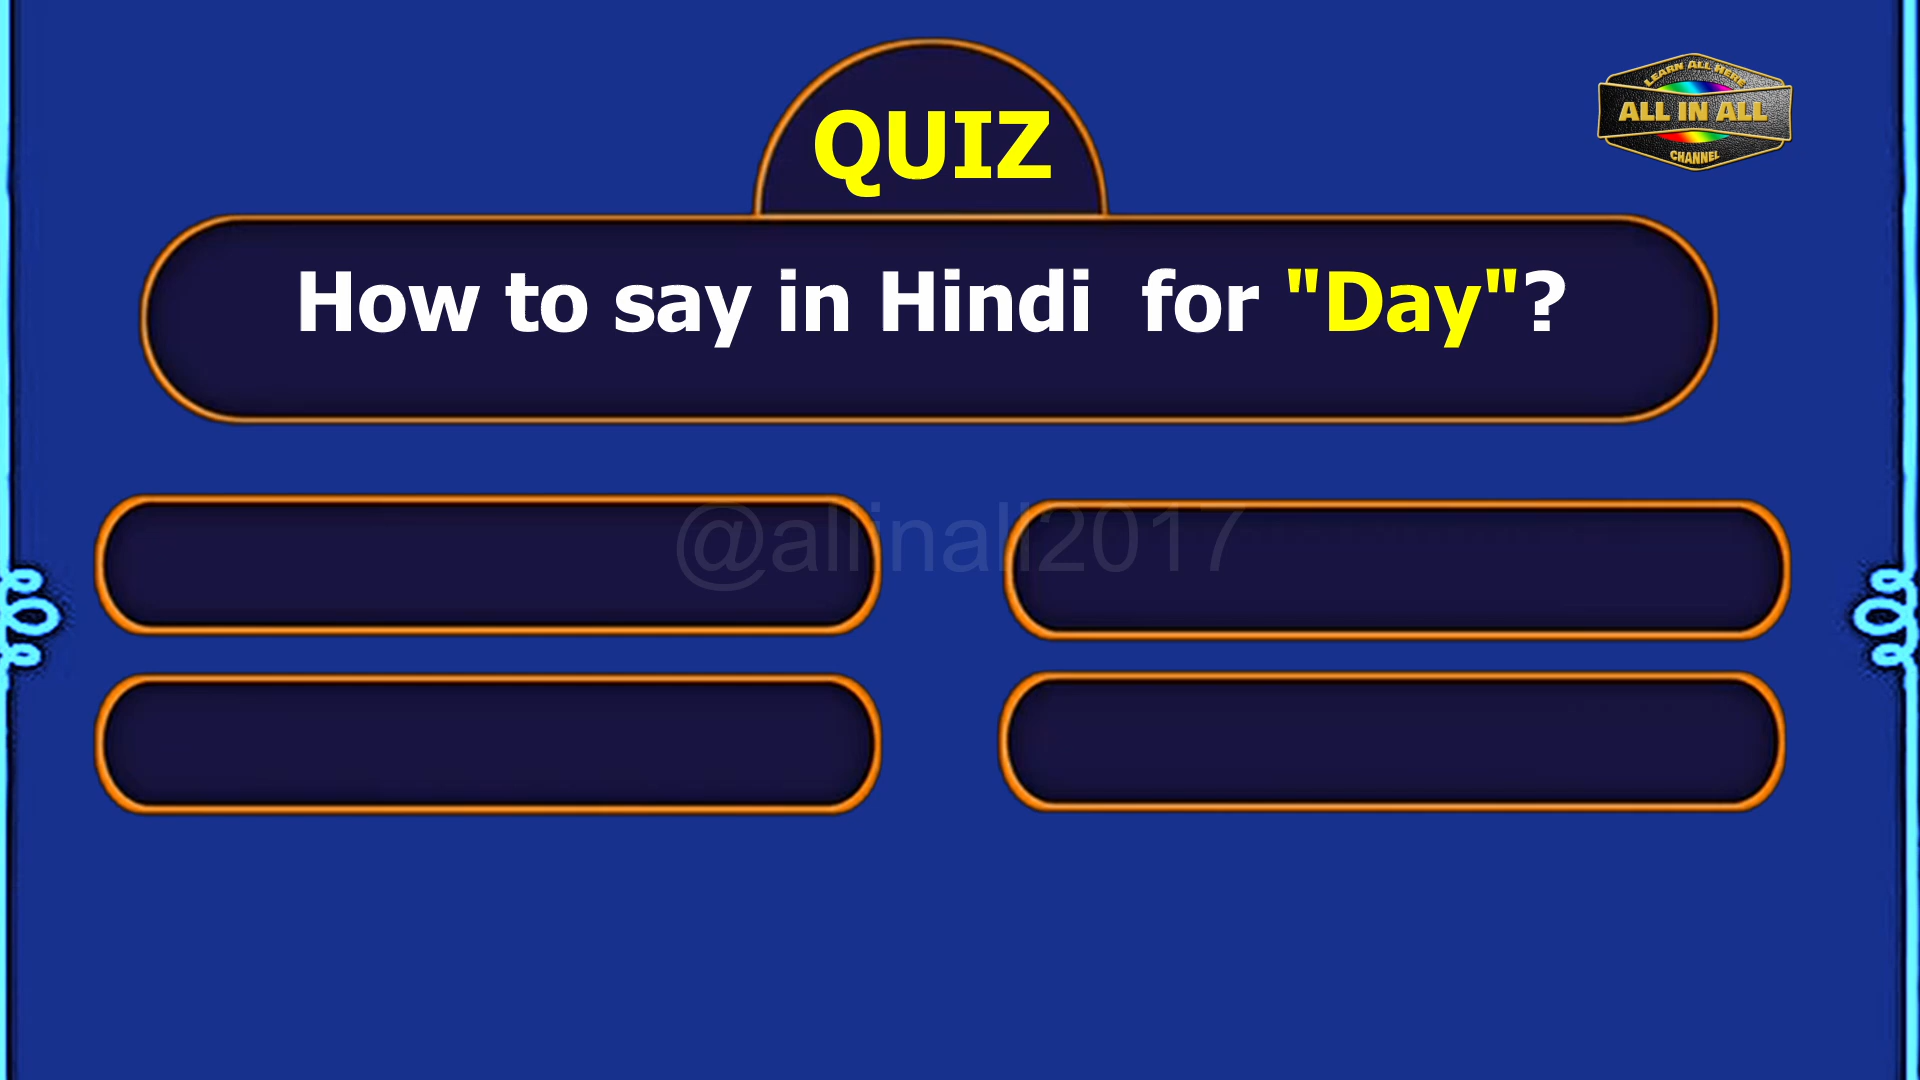 QUIZ
LEARN ALL HERE
ALL IN ALL
CHANNEL
How to say in Hindi  for "Day"?
@allinall2017